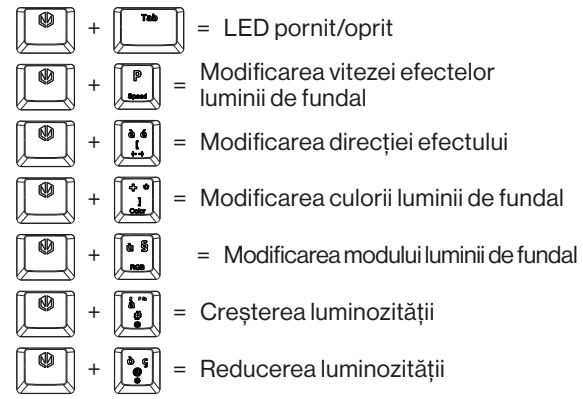 + Tab = LED pornit/oprit
+ P Speed = Modificarea vitezei efectelor
luminii de fundal
+ [ = Modificarea direcției efectului
+ ] Color = Modificarea culorii luminii de fundal
+ RGB = Modificarea modului luminii de fundal
+ # = Creșterea luminozității
+ @ = Reducerea luminozității